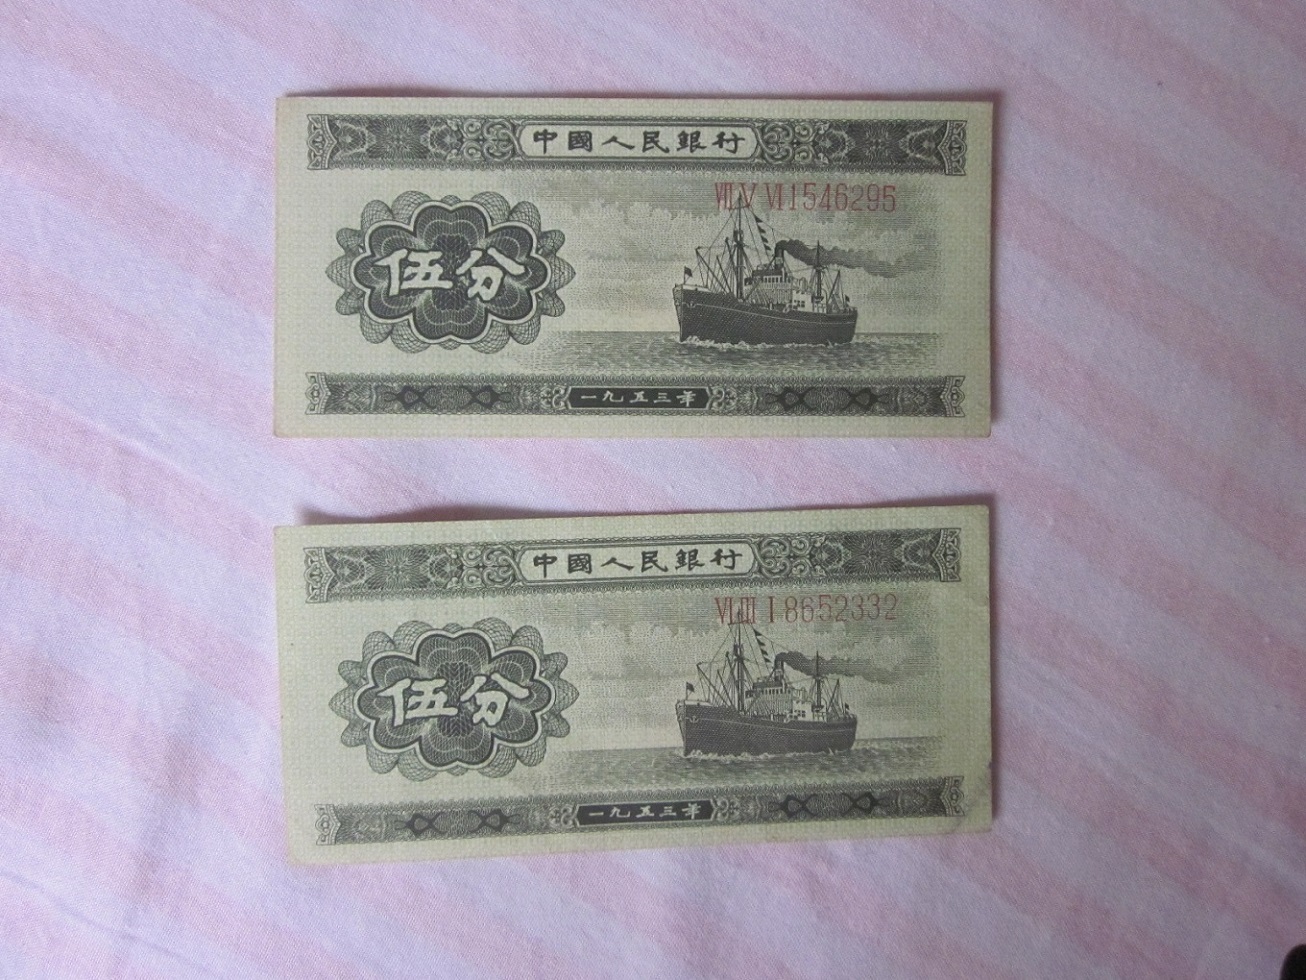 中國人民銀行
VII V VI 1546295
伍分
一九五三年
中國人民銀行
VI III I 8652332
伍分
一九五三年